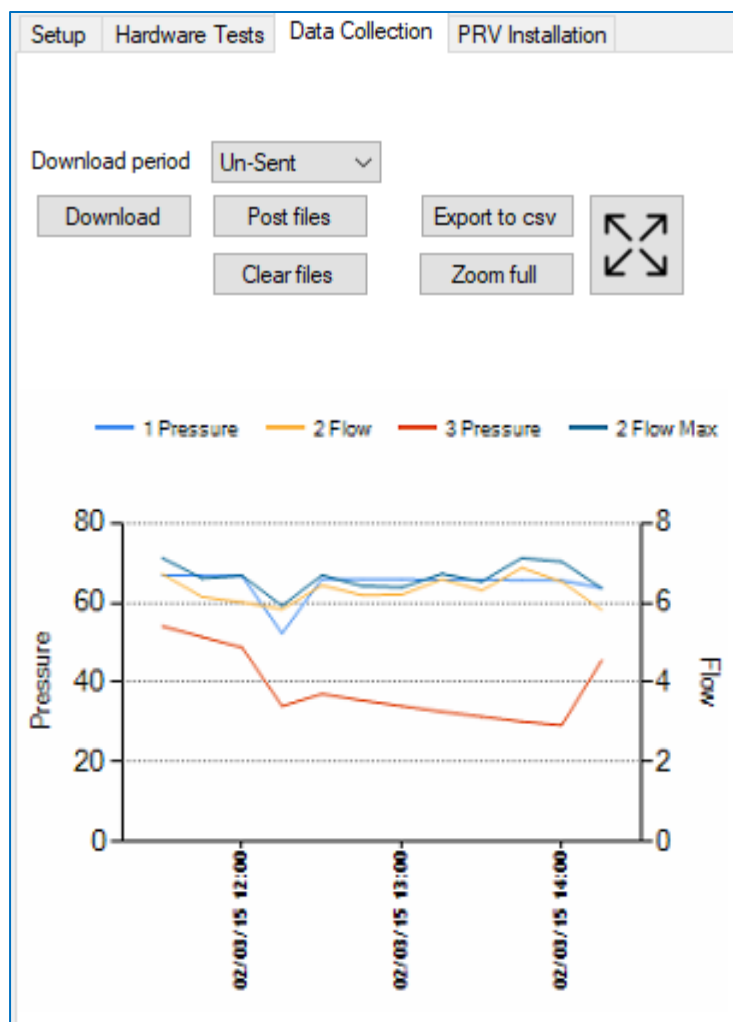 Setup Hardware Tests Data Collection PRV Installation
Download period Un-Sent
Download Post files Export to csv
Clear files Zoom full
1 Pressure 2 Flow 3 Pressure 2 Flow Max
80 8
60 6
40 4
20 2
0 0
Pressure
Flow
02/03/15 12:00
02/03/15 13:00
02/03/15 14:00